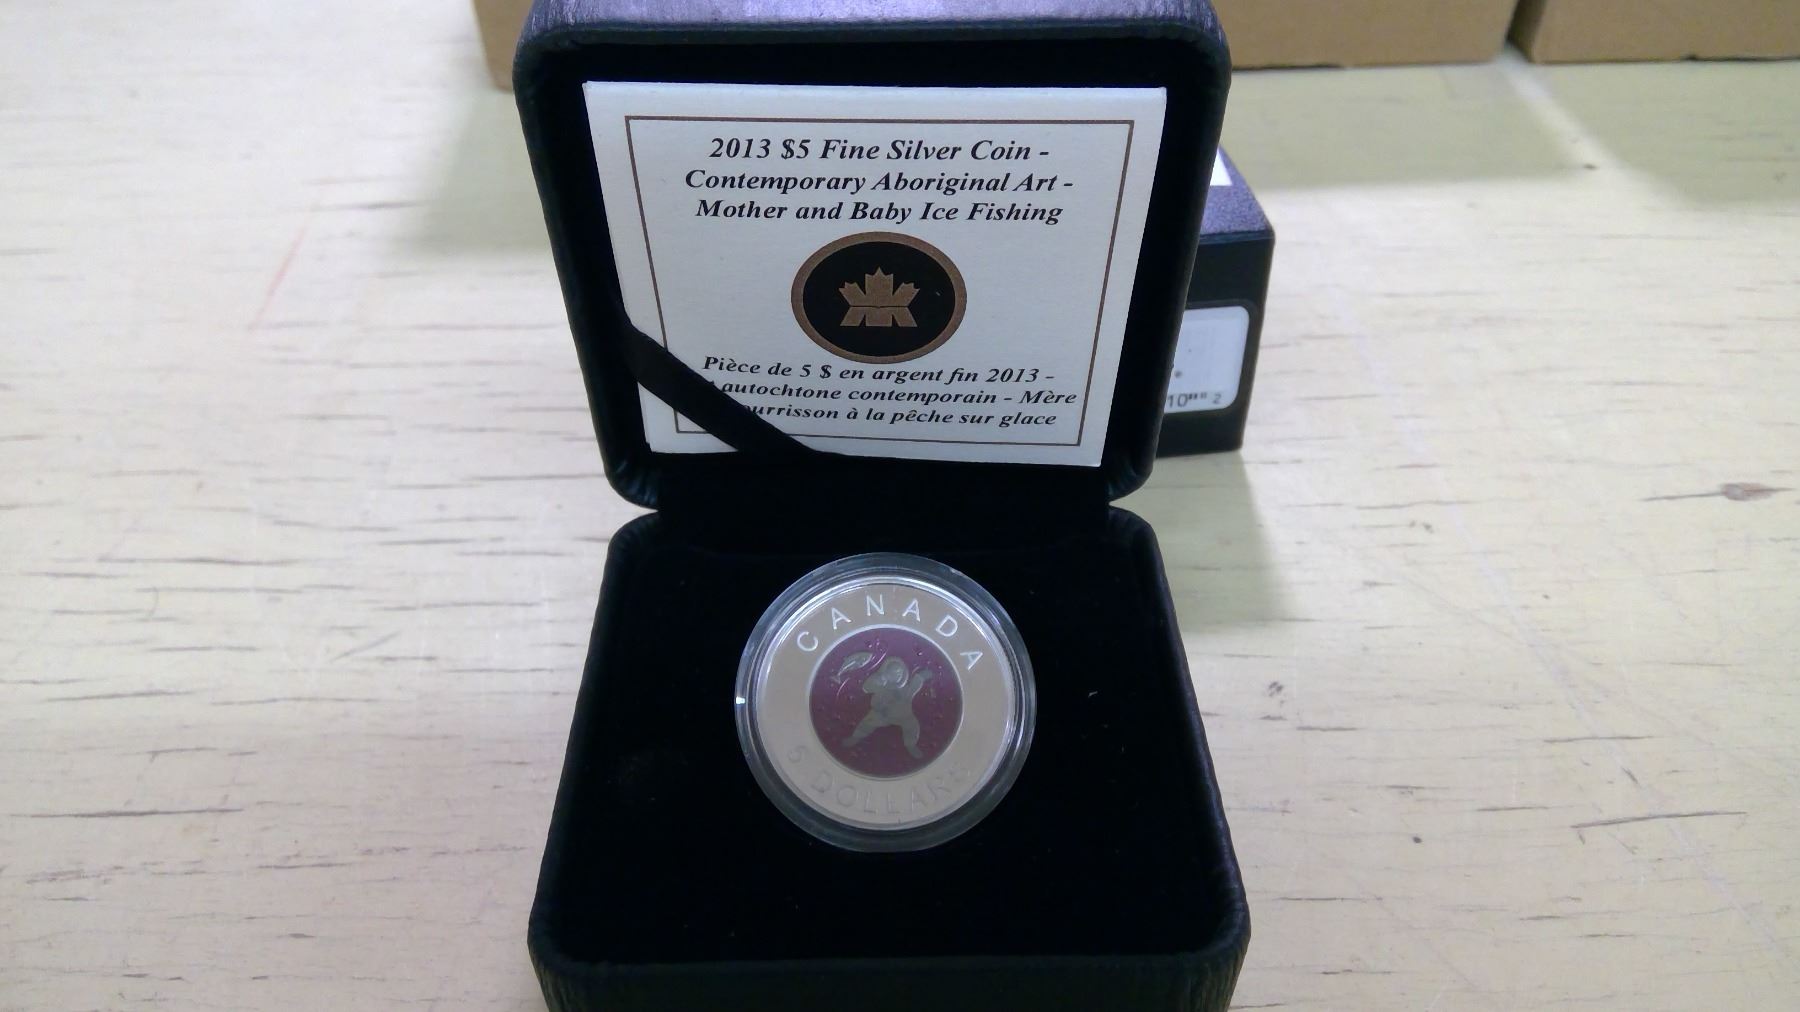 2013 $5 Fine Silver Coin -
Contemporary Aboriginal Art -
Mother and Baby Ice Fishing
Pièce de 5 $ en argent fin 2013 -
autochtone contemporain - Mère
à la pêche sur glace
CANADA
5 DOLLARS